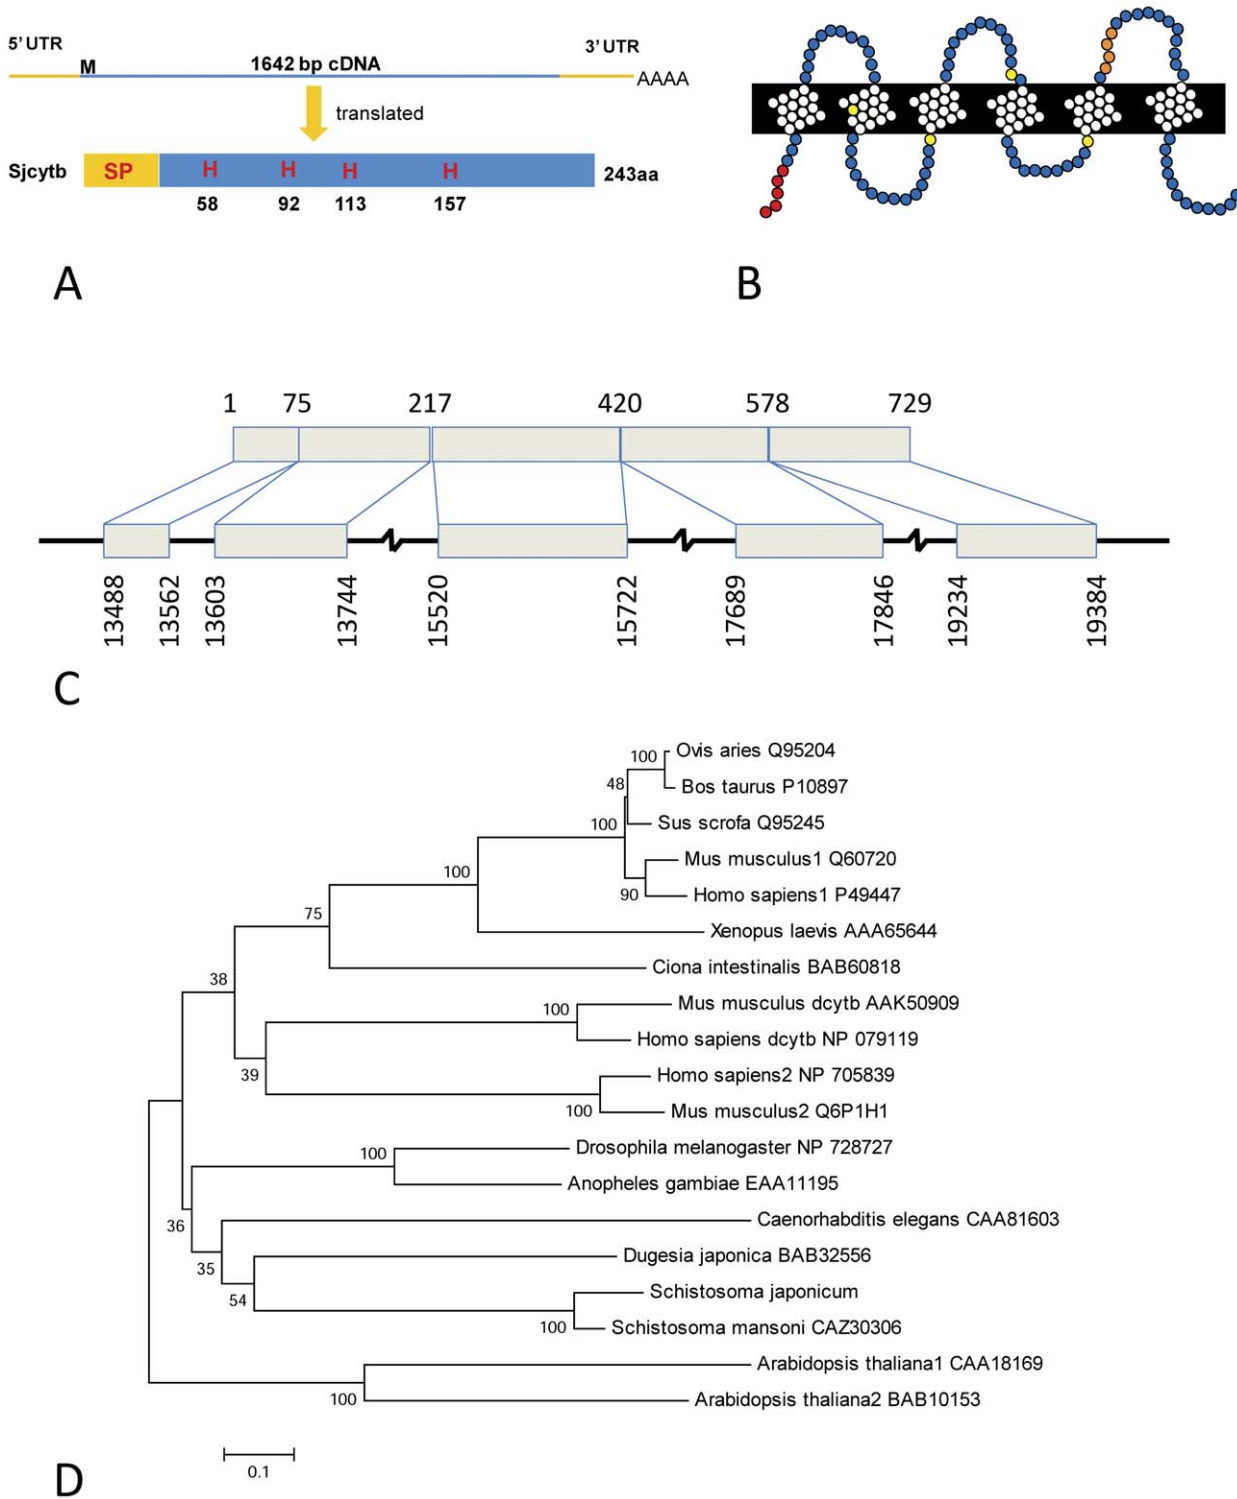 5' UTR
3' UTR
M
1642 bp cDNA
AAAA
translated
Sjcytb
SP
H
H
H
H
243aa
58
92
113
157
A
B
1
75
217
420
578
729
13488
13562
13603
13744
15520
15722
17689
17846
19234
19384
C
100
Ovis aries Q95204
Bos taurus P10897
48
Sus scrofa Q95245
100
Mus musculus1 Q60720
90
Homo sapiens1 P49447
100
Xenopus laevis AAA65644
75
Ciona intestinalis BAB60818
38
Mus musculus dcytb AAK50909
100
Homo sapiens dcytb NP 079119
39
Homo sapiens2 NP 705839
100
Mus musculus2 Q6P1H1
Drosophila melanogaster NP 728727
100
Anopheles gambiae EAA11195
36
Caenorhabditis elegans CAA81603
35
Dugesia japonica BAB32556
54
Schistosoma japonicum
100
Schistosoma mansoni CAZ30306
Arabidopsis thaliana1 CAA18169
100
Arabidopsis thaliana2 BAB10153
0.1
D